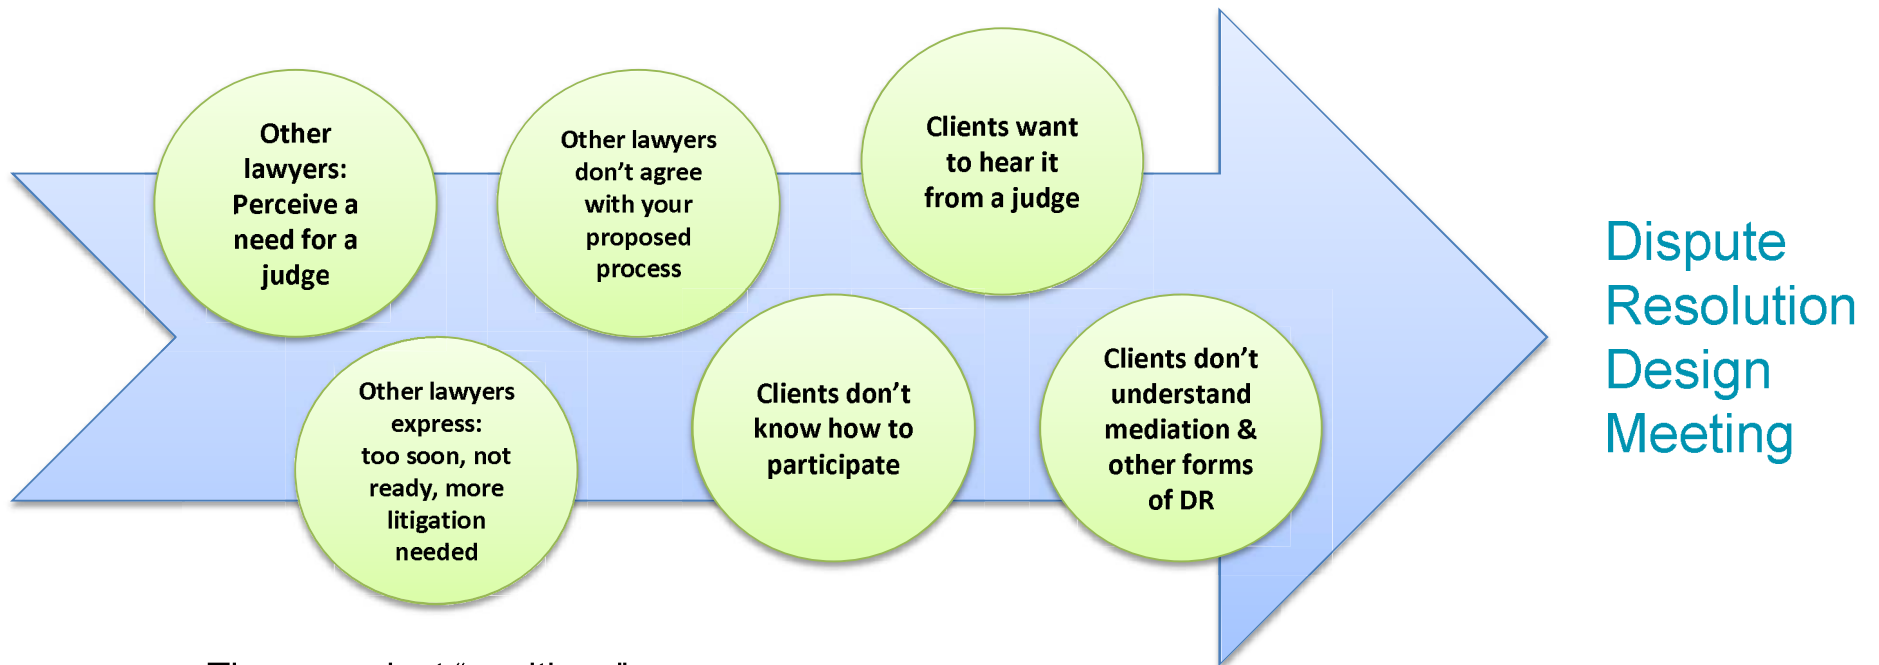 Other
lawyers:
Perceive a
need for a
judge
Other lawyers
don’t agree
with your
proposed
process
Clients want
to hear it
from a judge
Other lawyers
express:
too soon, not
ready, more
litigation
needed
Clients don’t
know how to
participate
Clients don’t
understand
mediation &
other forms
of DR
Dispute
Resolution
Design
Meeting